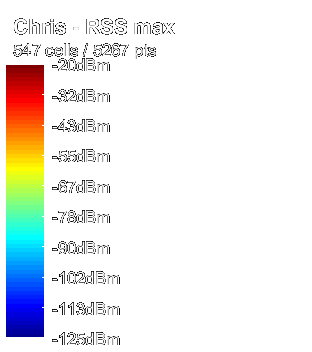 Chris - RSS max
547 cells / 5267 pts
-20dBm
-32dBm
-43dBm
-55dBm
-67dBm
-78dBm
-90dBm
-102dBm
-113dBm
-125dBm